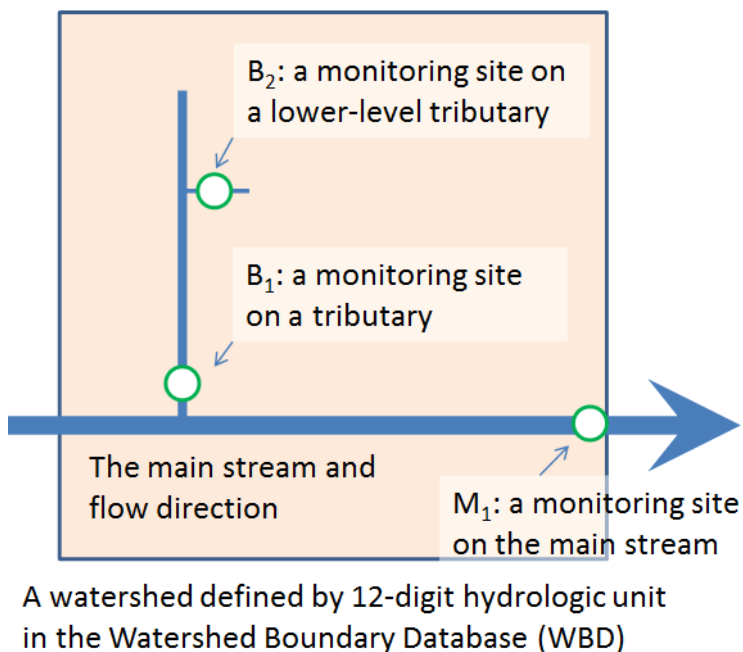 B₂: a monitoring site on
a lower-level tributary
B₁: a monitoring site
on a tributary
The main stream and
flow direction
M₁: a monitoring site
on the main stream
A watershed defined by 12-digit hydrologic unit
in the Watershed Boundary Database (WBD)